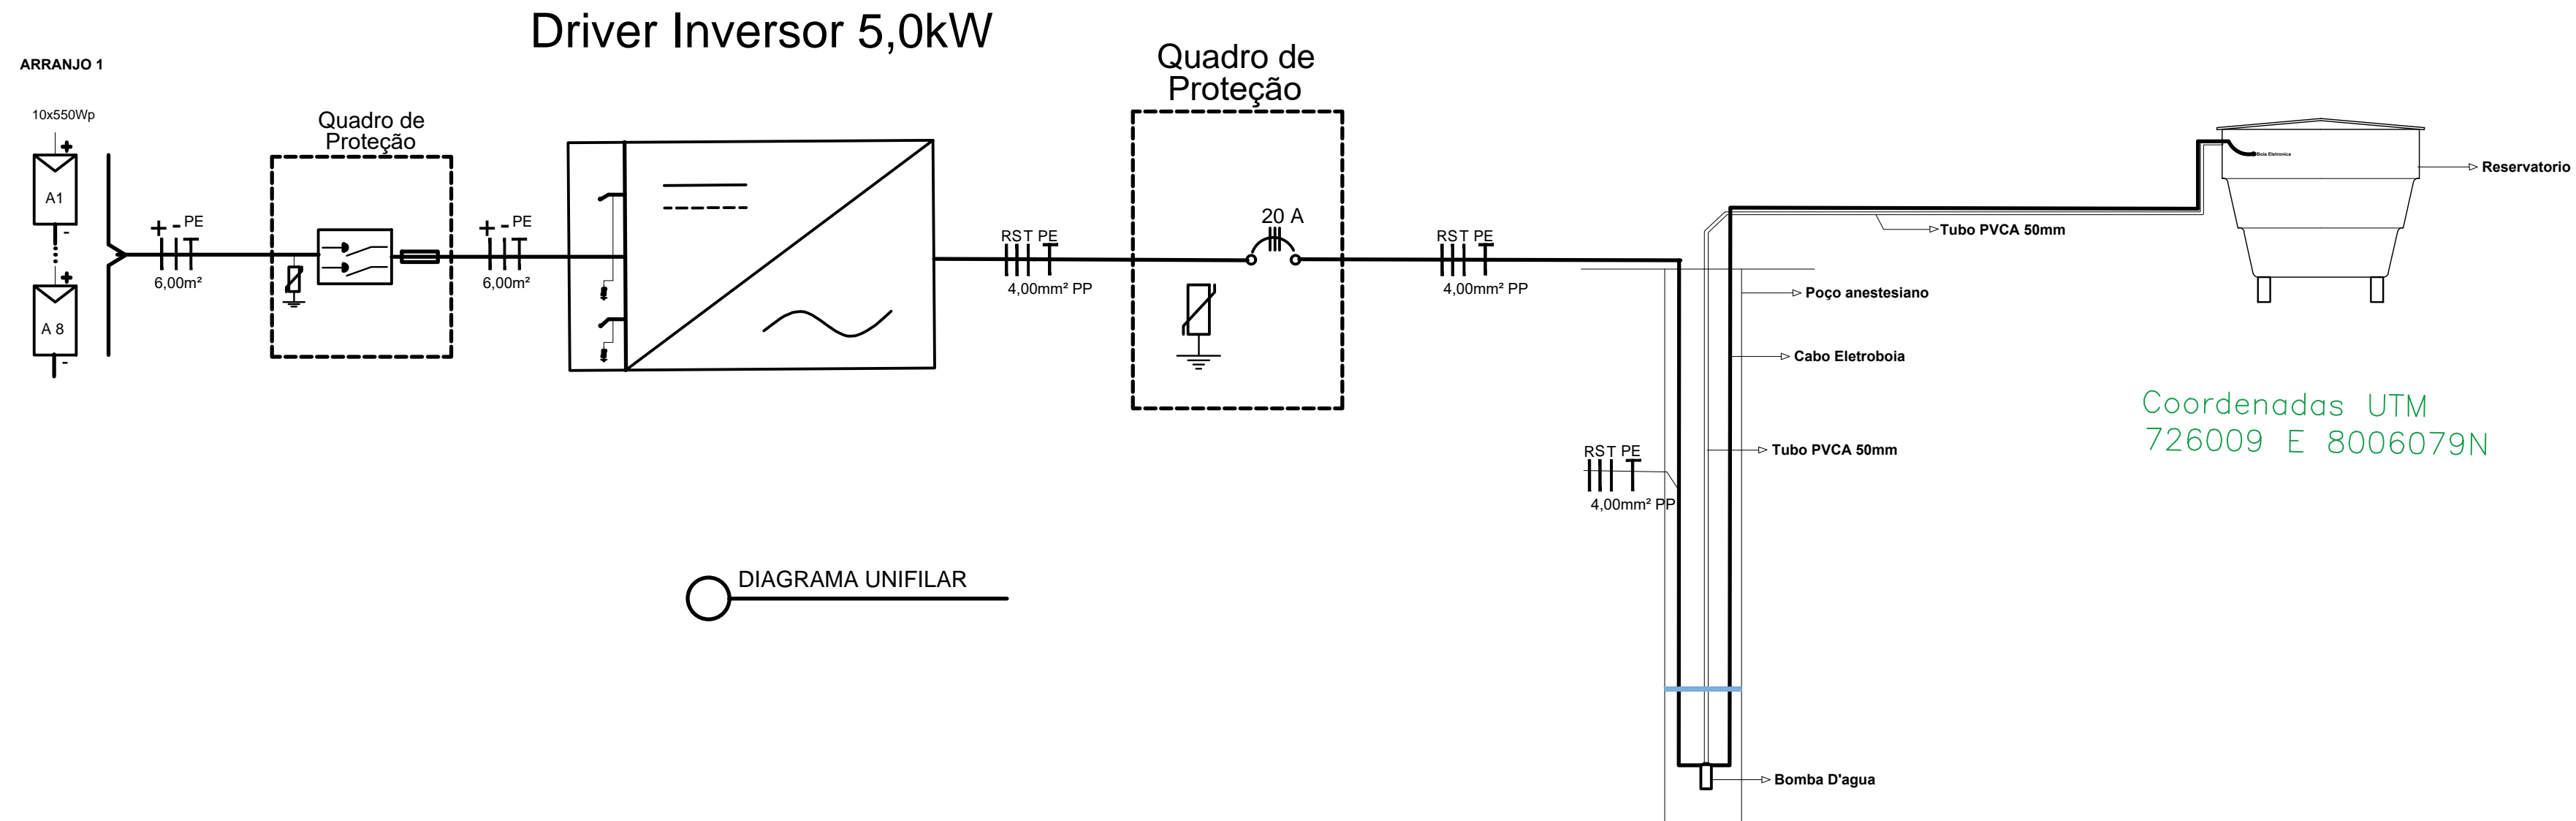 Driver Inversor 5,0kW
ARRANJO 1
10x550Wp
+
A1
-
+
A 8
-
+ - PE
6,00m²
Quadro de
Proteção
+ - PE
6,00m²
RST PE
4,00mm² PP
Quadro de
Proteção
20 A
RST PE
4,00mm² PP
RST PE
4,00mm² PP
Boia Eletronica
Reservatorio
Tubo PVCA 50mm
Poço anestesiano
Cabo Eletroboia
Tubo PVCA 50mm
Bomba D'agua
Coordenadas UTM
726009 E 8006079N
DIAGRAMA UNIFILAR